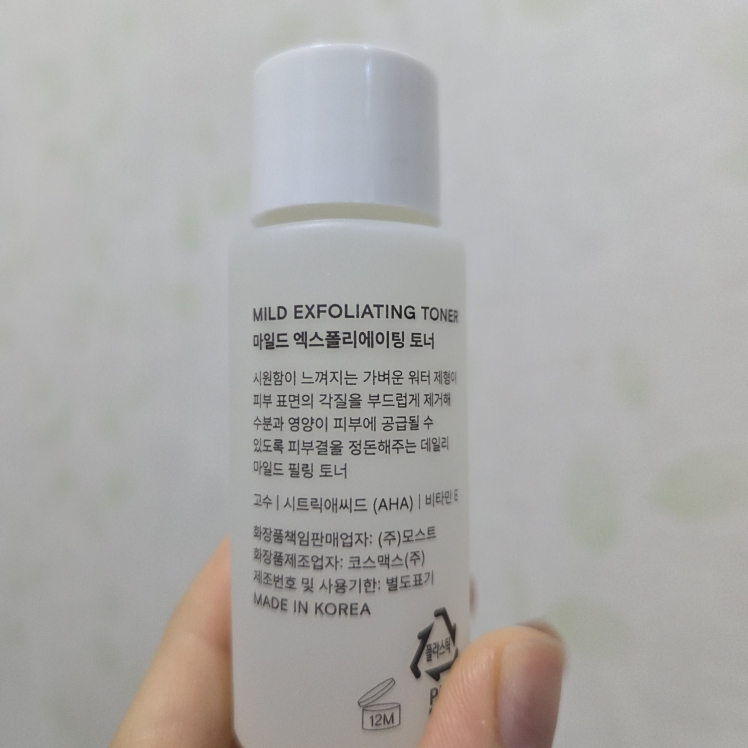 MILD EXFOLIATING TONER
마일드 엑스폴리에이팅 토너
시원함이 느껴지는 가벼운 워터 제형이
피부 표면의 각질을 부드럽게 제거해
수분과 영양이 피부에 공급될 수
있도록 피부결을 정돈해주는 데일리
마일드 필링 토너
고수 | 시트릭애씨드 (AHA) | 비타민 E
화장품책임판매업자: (주)모스트
화장품제조업자: 코스맥스(주)
제조번호 및 사용기한: 별도표기
MADE IN KOREA
플라스틱
12M